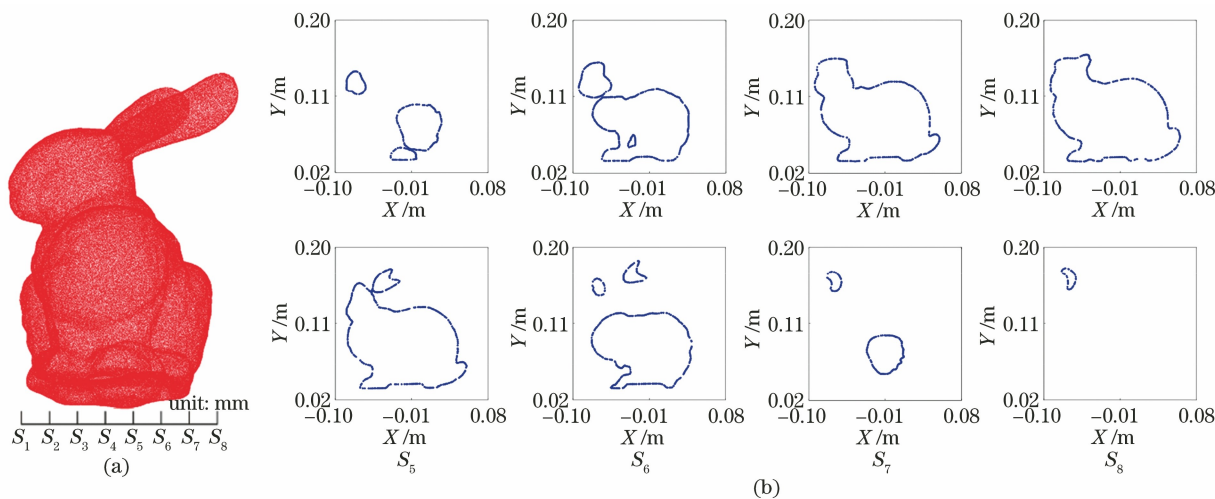 unit: mm
S₁ S₂ S₃ S₄ S₅ S₆ S₇ S₈
(a)
0.20 0.20 0.20 0.20
Y /m Y /m Y /m Y /m
0.11 0.11 0.11 0.11
0.02 0.02 0.02 0.02
−0.10 −0.01 0.08 −0.10 −0.01 0.08 −0.10 −0.01 0.08 −0.10 −0.01 0.08
X /m X /m X /m X /m
0.20 0.20 0.20 0.20
Y /m Y /m Y /m Y /m
0.11 0.11 0.11 0.11
0.02 0.02 0.02 0.02
−0.10 −0.01 0.08 −0.10 −0.01 0.08 −0.10 −0.01 0.08 −0.10 −0.01 0.08
X /m X /m X /m X /m
S₅ S₆ S₇ S₈
(b)